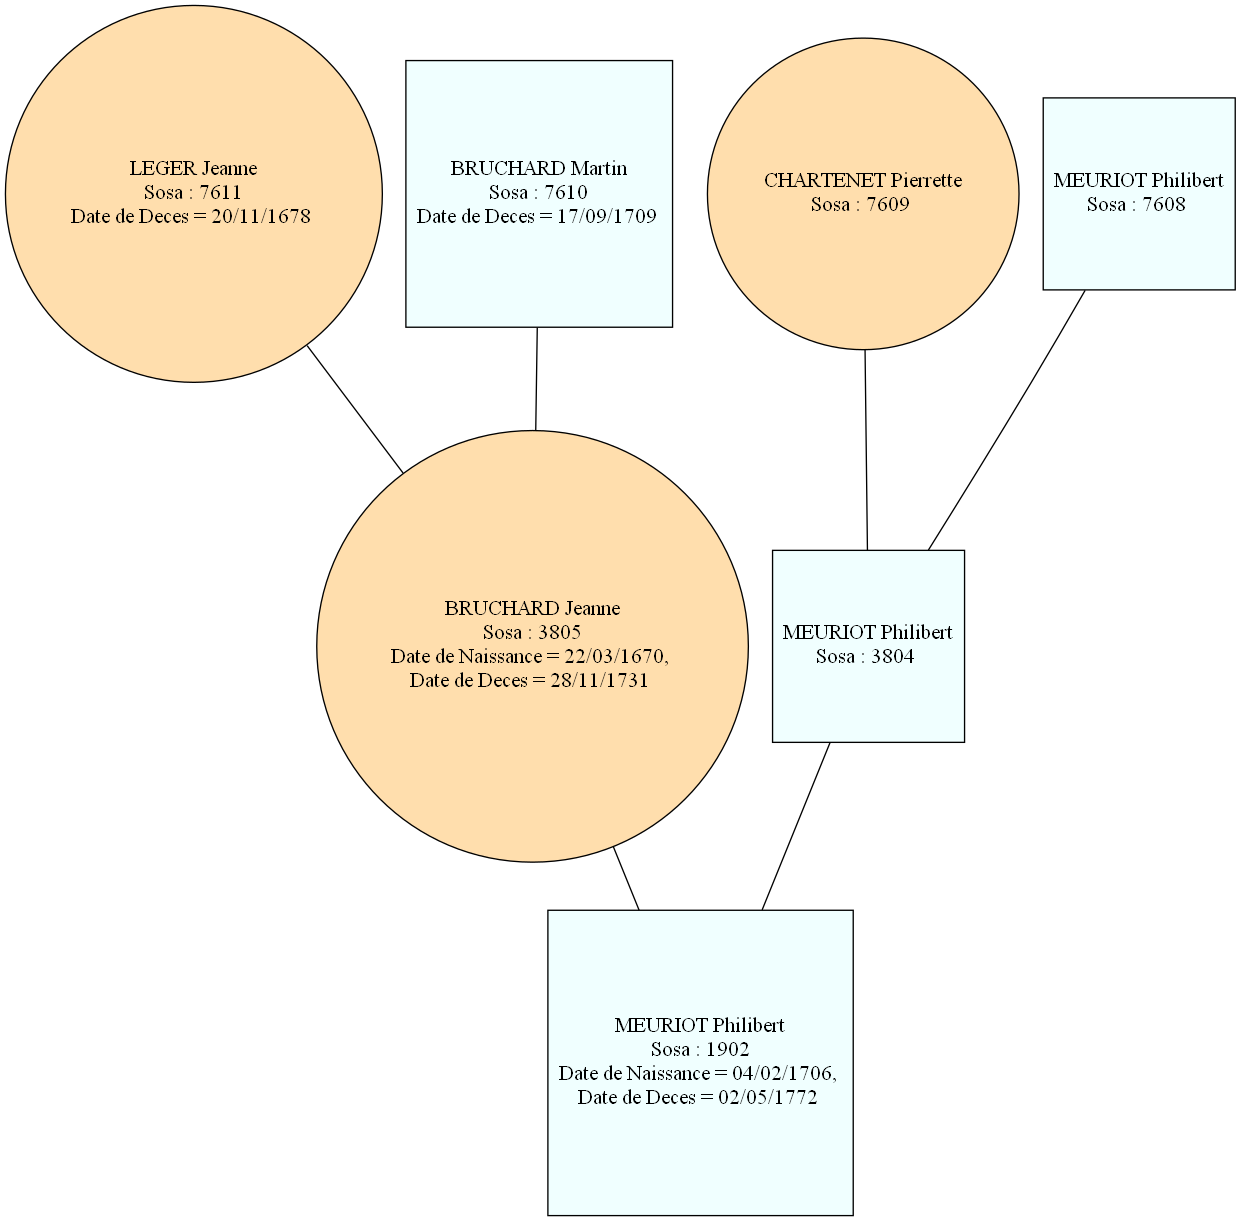 LEGER Jeanne
Sosa : 7611
Date de Deces = 20/11/1678
BRUCHARD Martin
Sosa : 7610
Date de Deces = 17/09/1709
CHARTENET Pierrette
Sosa : 7609
MEURIOT Philibert
Sosa : 7608
BRUCHARD Jeanne
Sosa : 3805
Date de Naissance = 22/03/1670,
Date de Deces = 28/11/1731
MEURIOT Philibert
Sosa : 3804
MEURIOT Philibert
Sosa : 1902
Date de Naissance = 04/02/1706,
Date de Deces = 02/05/1772